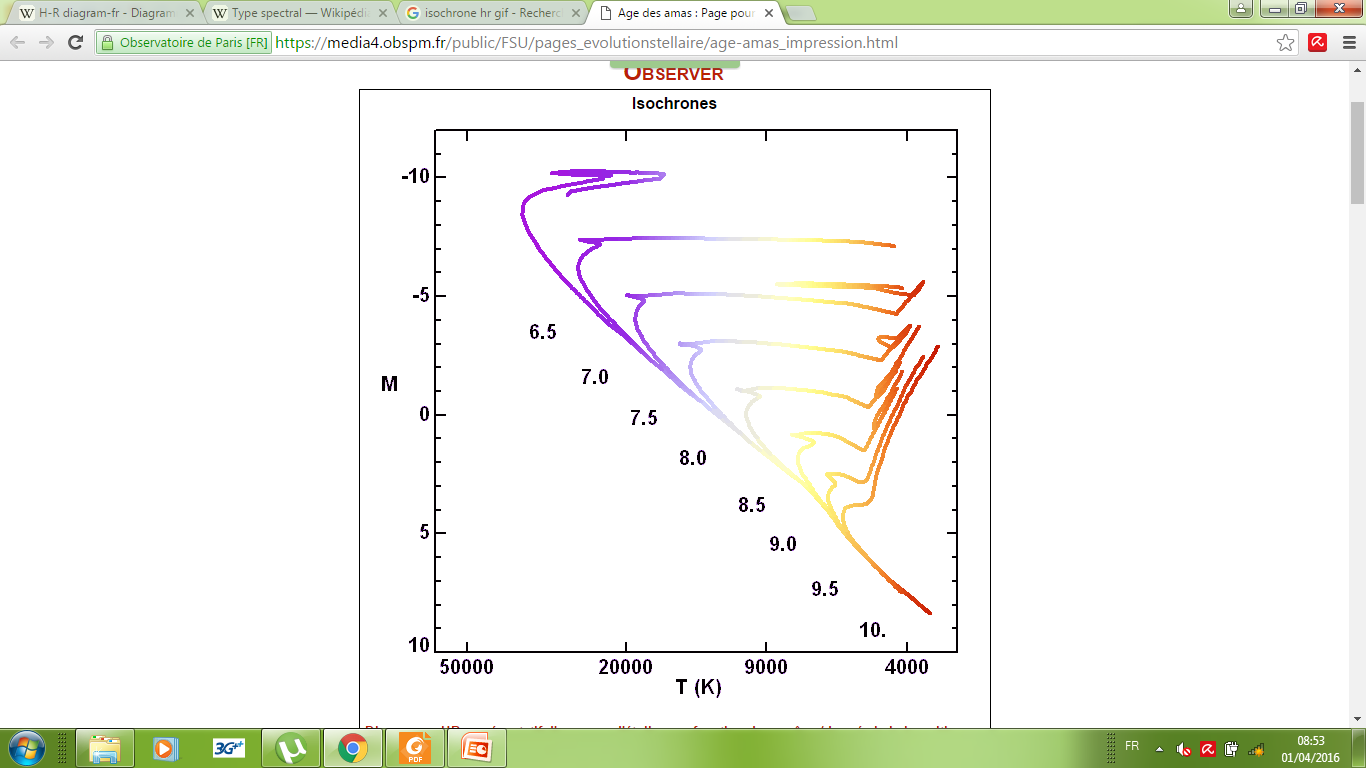 H-R diagram-fr - Diagram
Type spectral — Wikipédi
isochrone hr gif - Recherc
Age des amas : Page pour
Observatoire de Paris [FR] https://media4.obspm.fr/public/FSU/pages_evolutionstellaire/age-amas_impression.html
OBSERVER
Isochrones
-10
-5
M
0
5
10
6.5
7.0
7.5
8.0
8.5
9.0
9.5
10.
50000 20000 9000 4000
T (K)
3G++
PDF
FR
08:53
01/04/2016